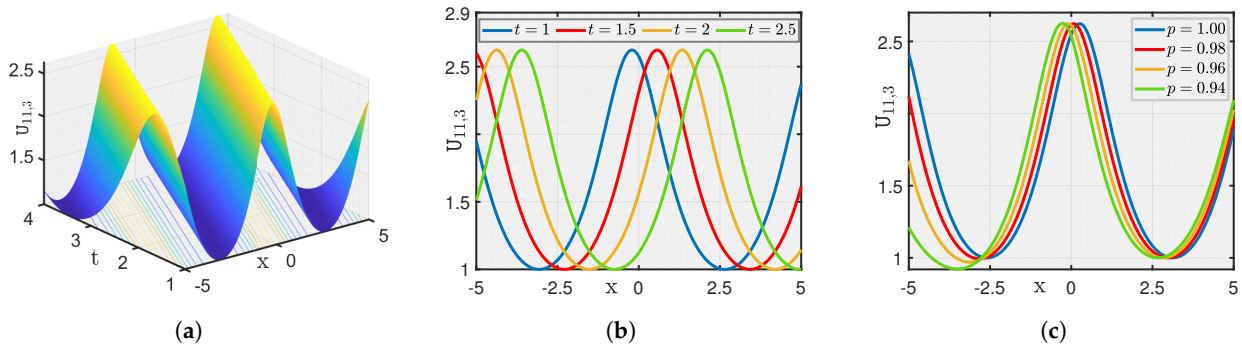 2.5
1.5
U11,3
4
3
2
1
t
-5
x
0
5
(a)
2.9
2.5
2
1.5
1
U11,3
t = 1
t = 1.5
t = 2
t = 2.5
-5
-2.5
x
0
2.5
5
(b)
2.5
1.5
1
U11,3
p = 1.00
p = 0.98
p = 0.96
p = 0.94
-5
-2.5
x
0
2.5
5
(c)